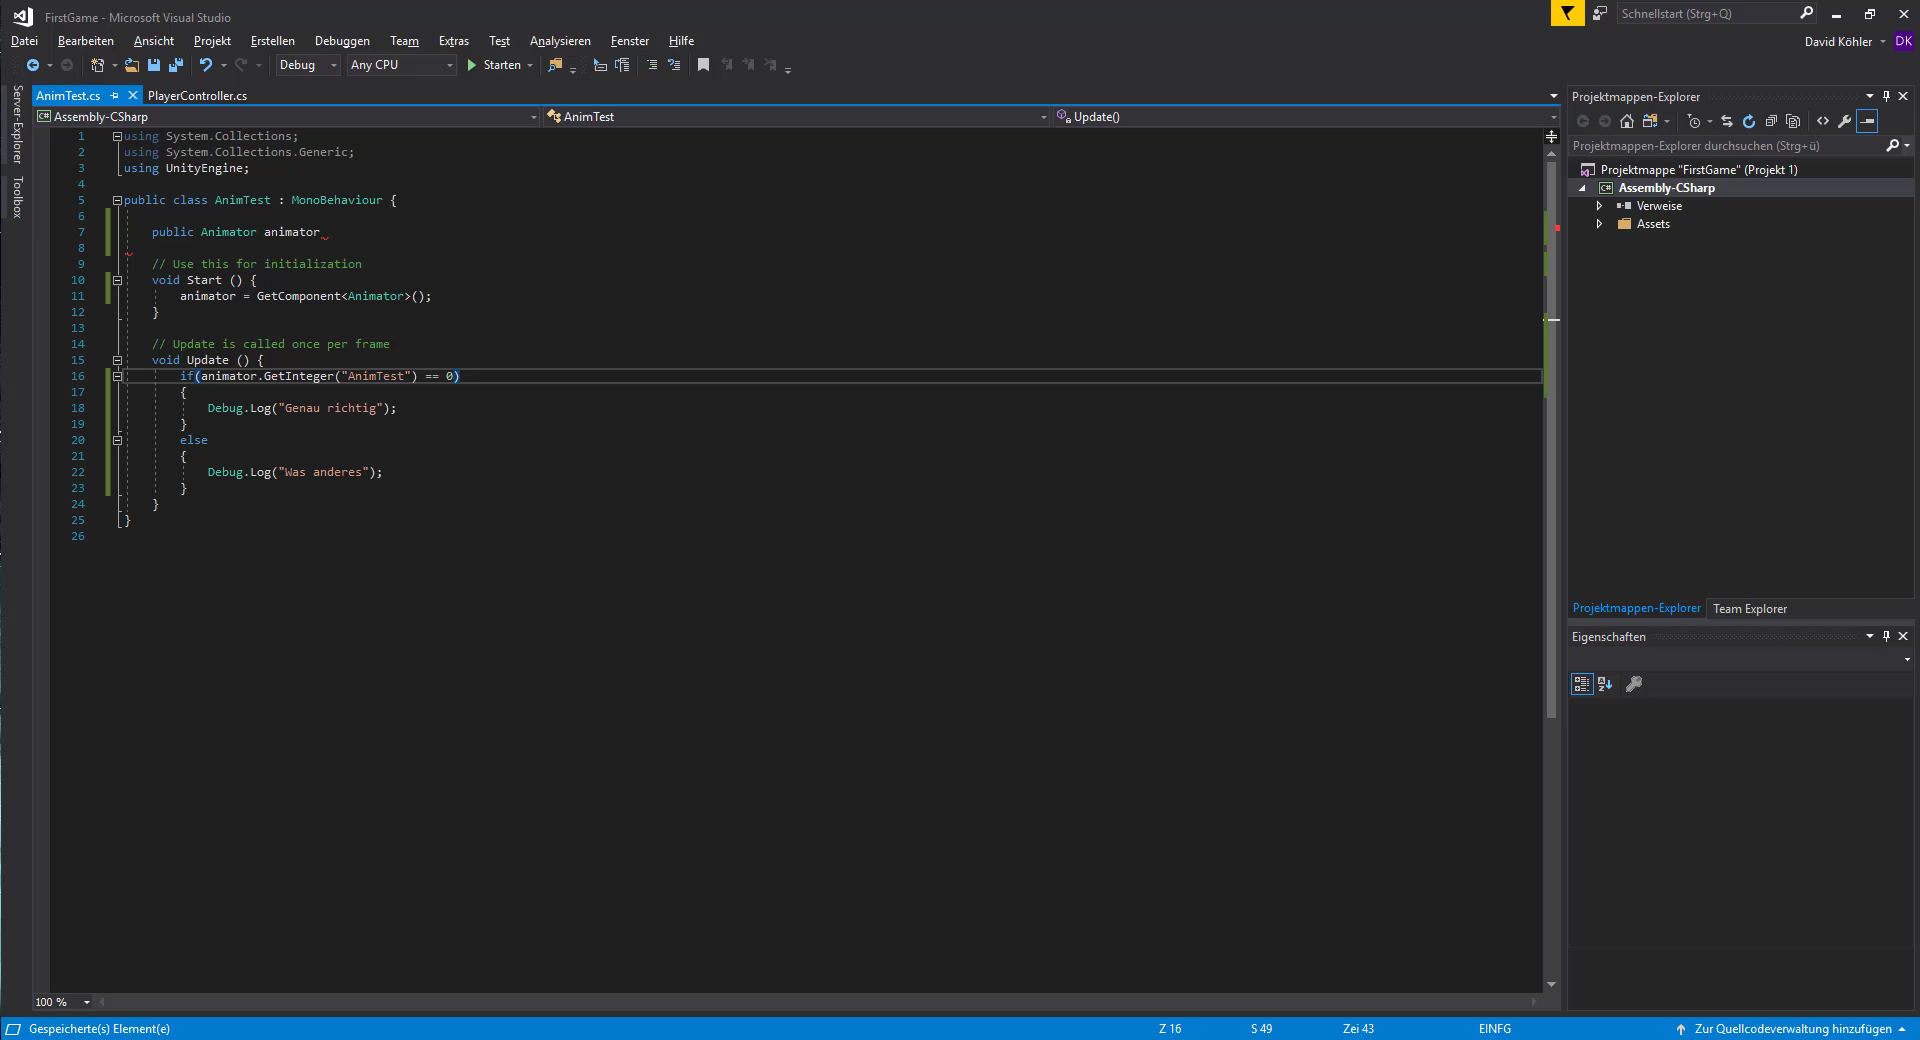 FirstGame - Microsoft Visual Studio
Schnellstart (Strg+Q)
Datei Bearbeiten Ansicht Projekt Erstellen Debuggen Team Extras Test Analysieren Fenster Hilfe
David Köhler DK
Debug Any CPU Starten
Server-Explorer
Toolbox
AnimTest.cs PlayerController.cs
Assembly-CSharp AnimTest Update()
1 using System.Collections;
2 using System.Collections.Generic;
3 using UnityEngine;
4
5 public class AnimTest : MonoBehaviour {
6
7 public Animator animator
8
9 // Use this for initialization
10 void Start () {
11 animator = GetComponent<Animator>();
12 }
13
14 // Update is called once per frame
15 void Update () {
16 if(animator.GetInteger("AnimTest") == 0)
17 {
18 Debug.Log("Genau richtig");
19 }
20 else
21 {
22 Debug.Log("Was anderes");
23 }
24 }
25 }
26
100 %
Projektmappen-Explorer
Projektmappen-Explorer durchsuchen (Strg+ü)
Projektmappe "FirstGame" (Projekt 1)
C# Assembly-CSharp
Verweise
Assets
Projektmappen-Explorer Team Explorer
Eigenschaften
Gespeicherte(s) Element(e) Z 16 S 49 Zei 43 EINFG Zur Quellcodeverwaltung hinzufügen